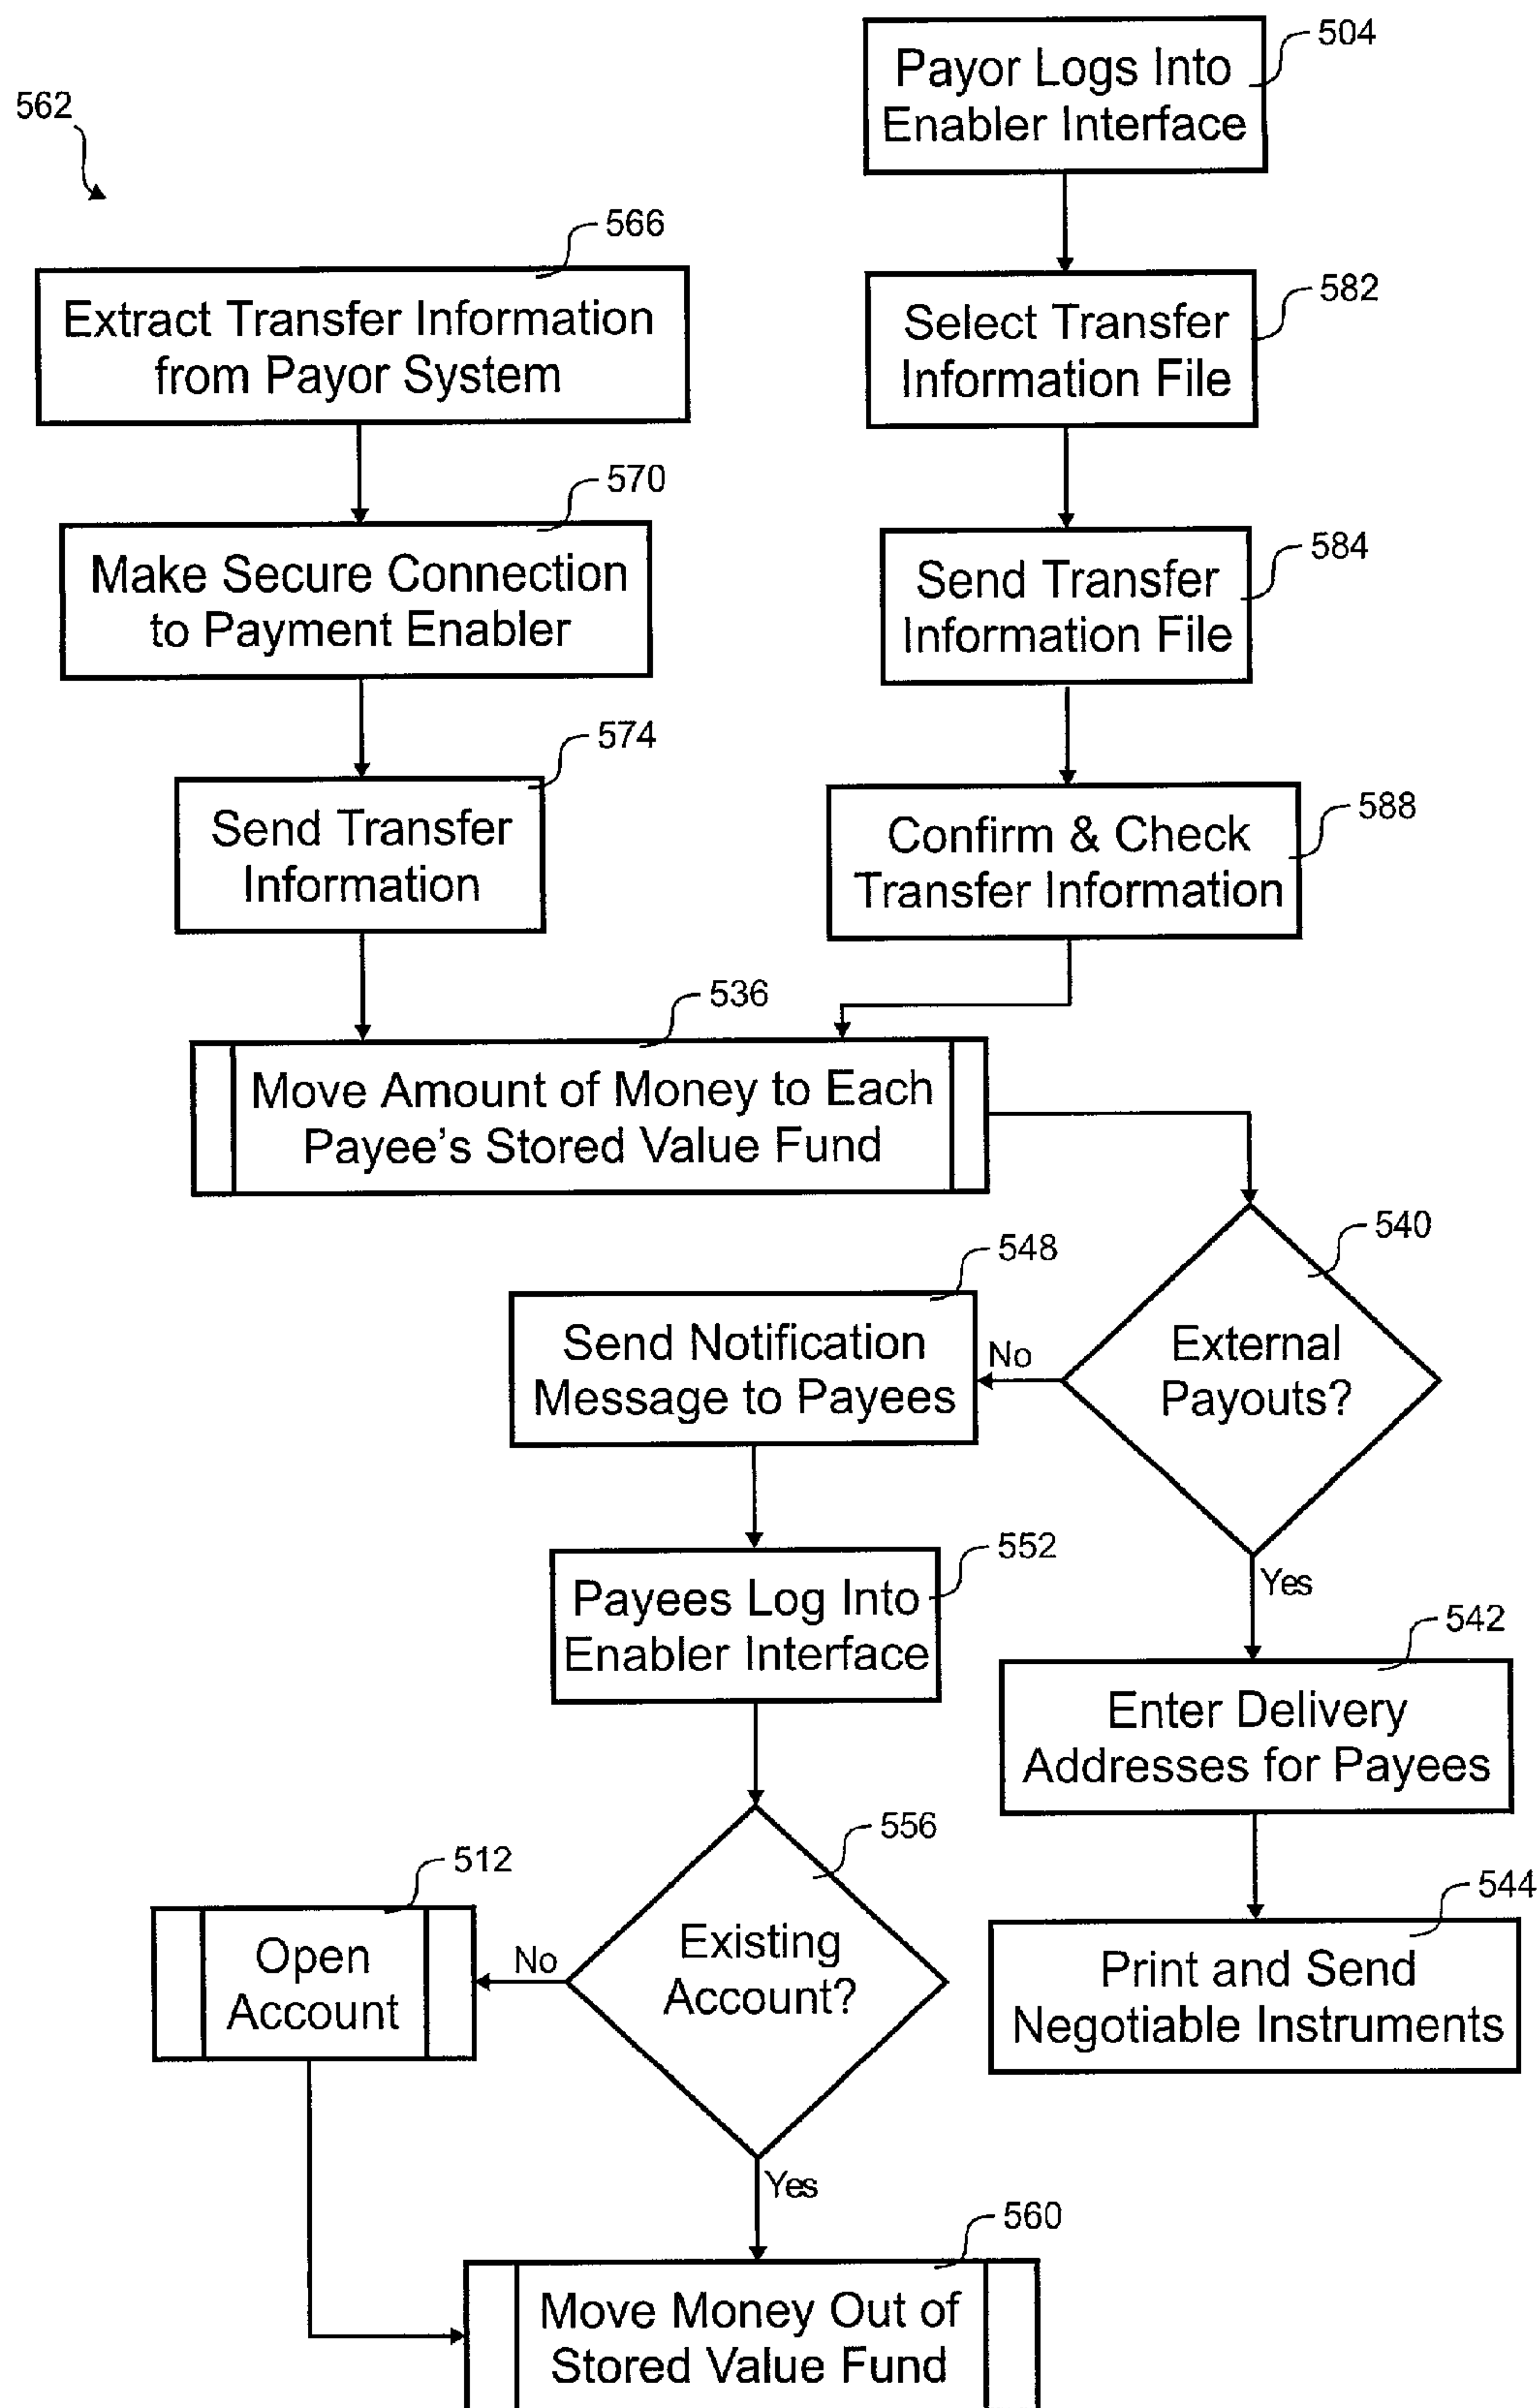 504
Payor Logs Into
Enabler Interface
562
566
Extract Transfer Information
from Payor System
582
Select Transfer
Information File
570
Make Secure Connection
to Payment Enabler
584
Send Transfer
Information File
574
Send Transfer
Information
588
Confirm & Check
Transfer Information
536
Move Amount of Money to Each
Payee's Stored Value Fund
540
External
Payouts?
548
Send Notification
Message to Payees
No
Yes
552
Payees Log Into
Enabler Interface
542
Enter Delivery
Addresses for Payees
556
Existing
Account?
512
Open
Account
No
544
Print and Send
Negotiable Instruments
Yes
560
Move Money Out of
Stored Value Fund